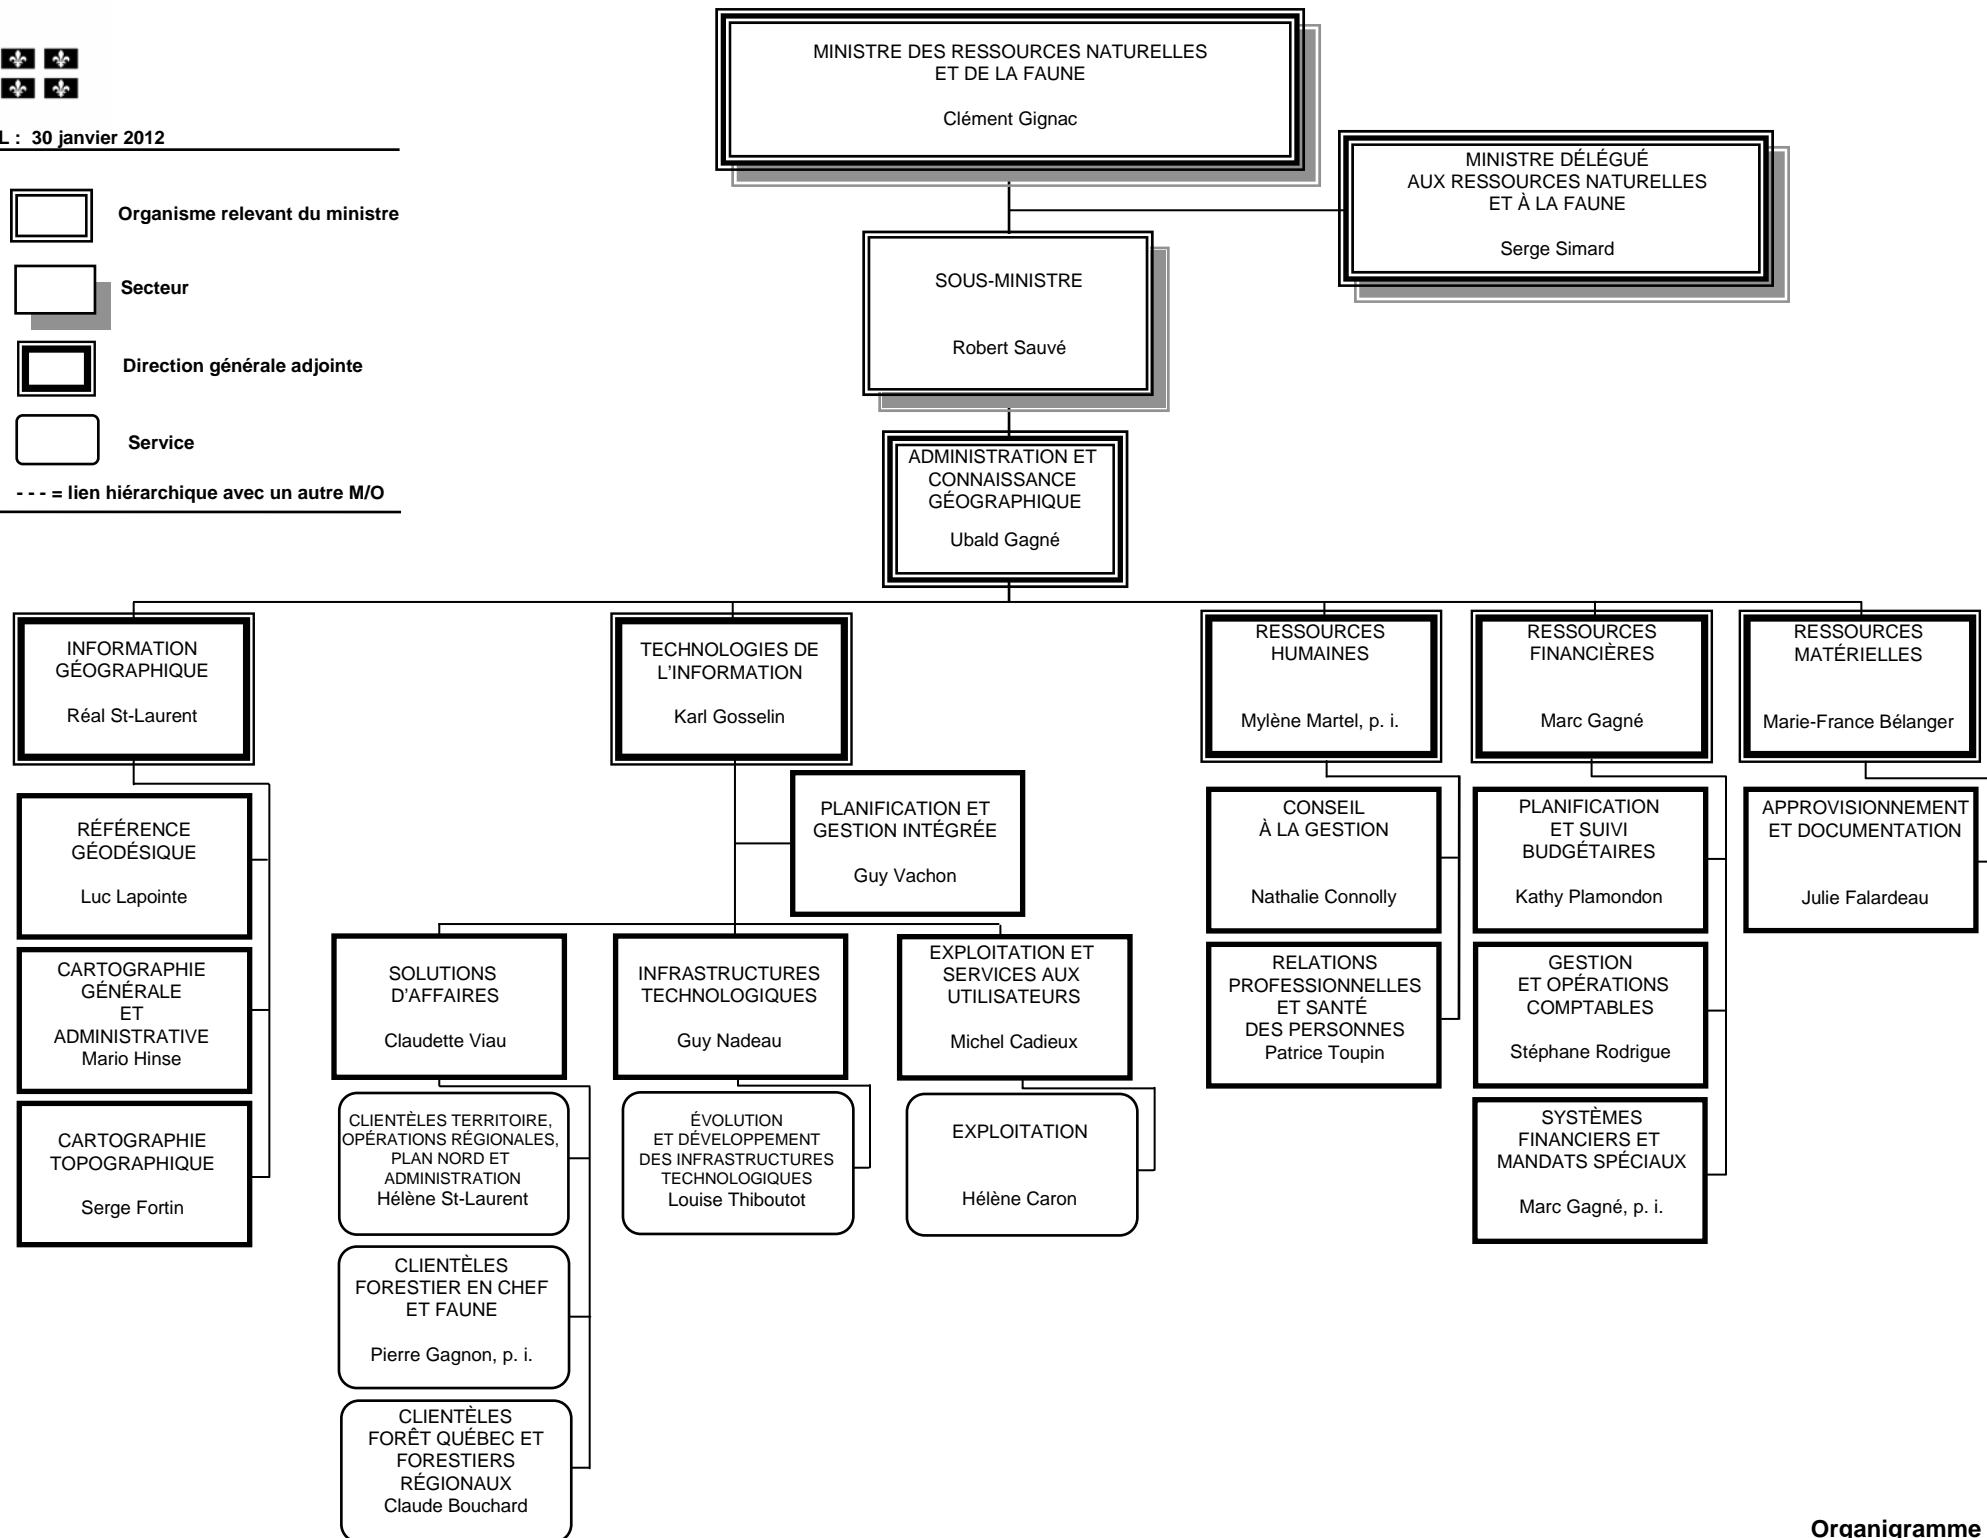 MINISTRE DES RESSOURCES NATURELLES
ET DE LA FAUNE
Clément Gignac
L : 30 janvier 2012
MINISTRE DÉLÉGUÉ
AUX RESSOURCES NATURELLES
ET À LA FAUNE
Serge Simard
Organisme relevant du ministre
Secteur
Direction générale adjointe
Service
- - - = lien hiérarchique avec un autre M/O
SOUS-MINISTRE
Robert Sauvé
ADMINISTRATION ET
CONNAISSANCE
GÉOGRAPHIQUE
Ubald Gagné
INFORMATION
GÉOGRAPHIQUE
Réal St-Laurent
RÉFÉRENCE
GÉODÉSIQUE
Luc Lapointe
CARTOGRAPHIE
GÉNÉRALE
ET
ADMINISTRATIVE
Mario Hinse
CARTOGRAPHIE
TOPOGRAPHIQUE
Serge Fortin
TECHNOLOGIES DE
L'INFORMATION
Karl Gosselin
PLANIFICATION ET
GESTION INTÉGRÉE
Guy Vachon
SOLUTIONS
D'AFFAIRES
Claudette Viau
CLIENTÈLES TERRITOIRE,
OPÉRATIONS RÉGIONALES,
PLAN NORD ET
ADMINISTRATION
Hélène St-Laurent
CLIENTÈLES
FORESTIER EN CHEF
ET FAUNE
Pierre Gagnon, p. i.
CLIENTÈLES
FORÊT QUÉBEC ET
FORESTIERS
RÉGIONAUX
Claude Bouchard
INFRASTRUCTURES
TECHNOLOGIQUES
Guy Nadeau
ÉVOLUTION
ET DÉVELOPPEMENT
DES INFRASTRUCTURES
TECHNOLOGIQUES
Louise Thiboutot
EXPLOITATION ET
SERVICES AUX
UTILISATEURS
Michel Cadieux
EXPLOITATION
Hélène Caron
RESSOURCES
HUMAINES
Mylène Martel, p. i.
CONSEIL
À LA GESTION
Nathalie Connolly
RELATIONS
PROFESSIONNELLES
ET SANTÉ
DES PERSONNES
Patrice Toupin
RESSOURCES
FINANCIÈRES
Marc Gagné
PLANIFICATION
ET SUIVI
BUDGÉTAIRES
Kathy Plamondon
GESTION
ET OPÉRATIONS
COMPTABLES
Stéphane Rodrigue
SYSTÈMES
FINANCIERS ET
MANDATS SPÉCIAUX
Marc Gagné, p. i.
RESSOURCES
MATÉRIELLES
Marie-France Bélanger
APPROVISIONNEMENT
ET DOCUMENTATION
Julie Falardeau
Organigramme